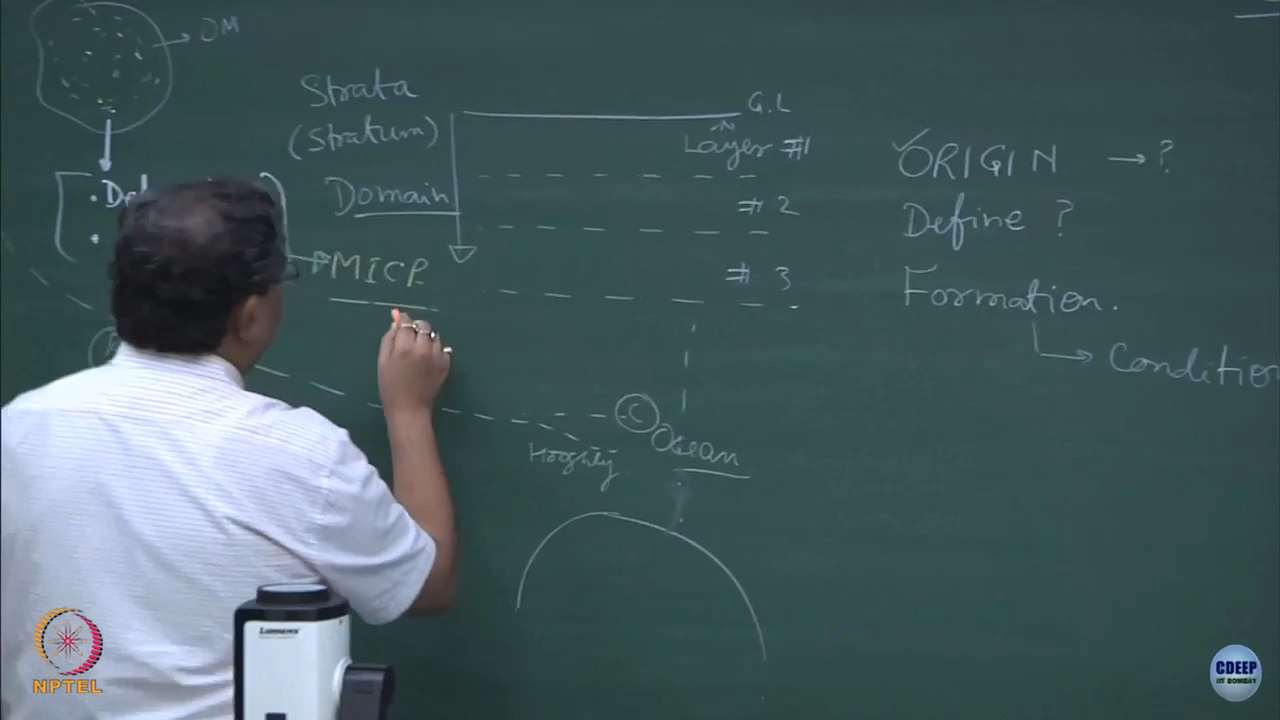 OM
Strata
(Stratum)
Domain
MICP
G.L
Layer #1
# 2
# 3
C
Ocean
Hooghly
ORIGIN → ?
Define ?
Formation.
Condition
Lumens
NPTEL
CDEEP
IIT BOMBAY